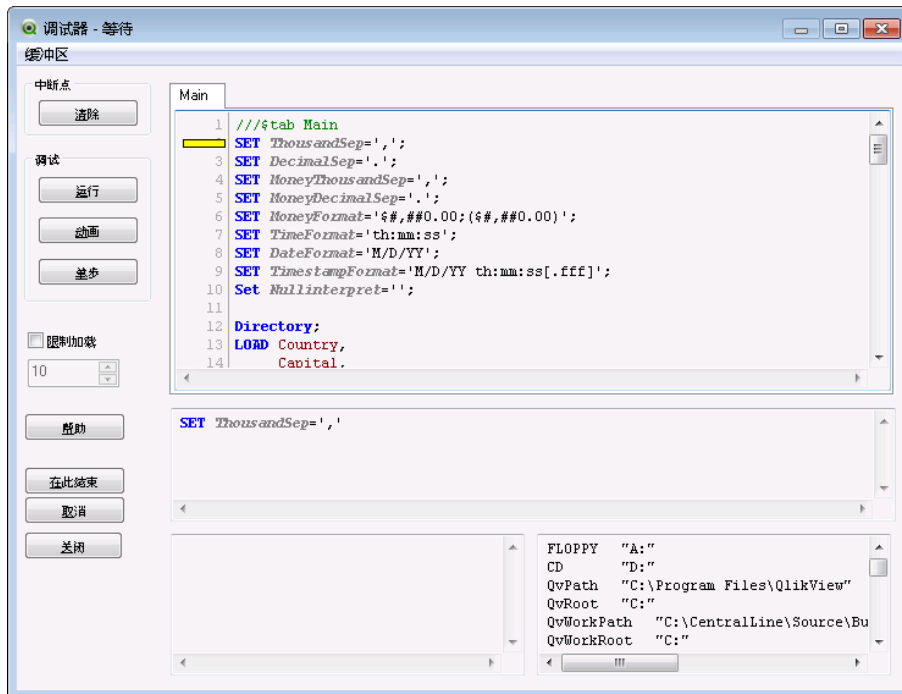 调试器 - 等待
缓冲区
中断点
清除
调试
运行
动画
单步
限制加载
10
帮助
在此结束
取消
关闭
Main
1 ///$tab Main
SET ThousandSep=',';
3 SET DecimalSep='.';
4 SET MoneyThousandSep=',';
5 SET MoneyDecimalSep='.';
6 SET MoneyFormat='$#,##0.00;($#,##0.00)';
7 SET TimeFormat='th:mm:ss';
8 SET DateFormat='M/D/YY';
9 SET TimestampFormat='M/D/YY th:mm:ss[.fff]';
10 Set Nullinterpret='';
11
12 Directory;
13 LOAD Country,
14 Capital,
SET ThousandSep=','
FLOPPY "A:"
CD "D:"
QvPath "C:\Program Files\QlikView"
QvRoot "C:"
QvWorkPath "C:\CentralLine\Source\Bu
QvWorkRoot "C:"